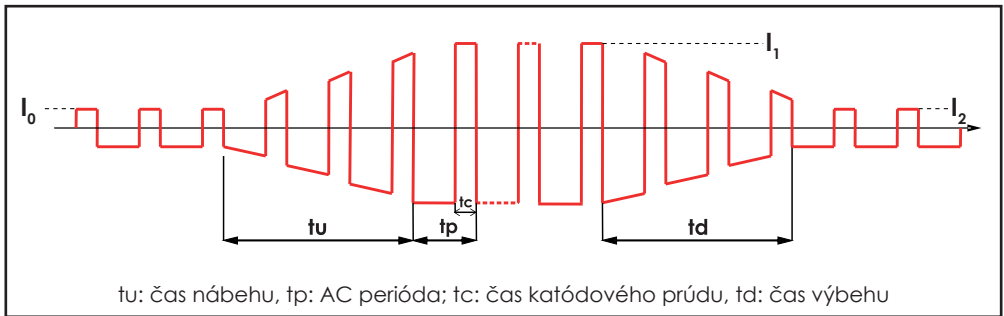 I₁
I₀
I₂
tc
tu
tp
td
tu: čas nábehu, tp: AC perióda; tc: čas katódového prúdu, td: čas výbehu